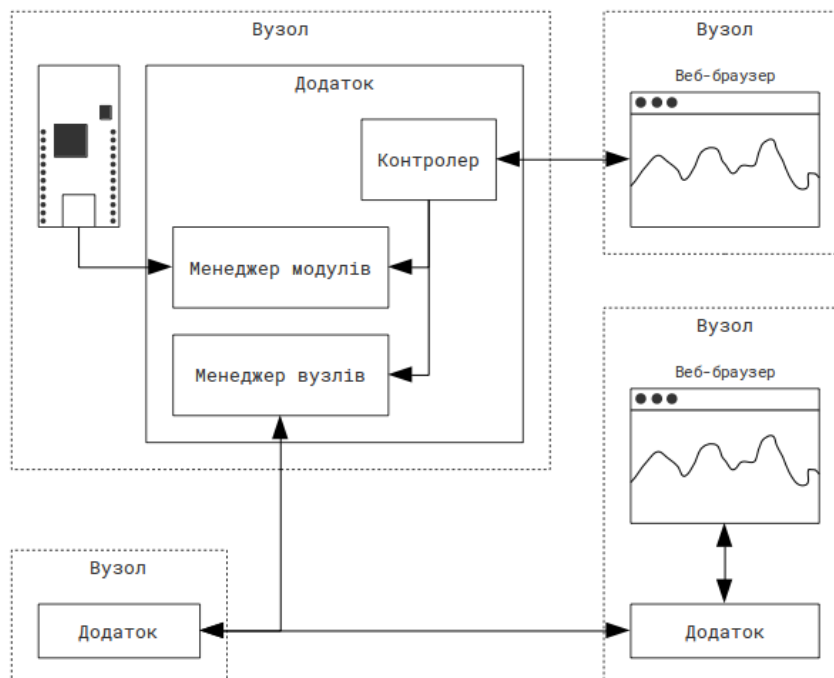 Вузол
Додаток
Контролер
Менеджер модулів
Менеджер вузлів
Вузол
Веб-браузер
Вузол
Веб-браузер
Додаток
Вузол
Додаток